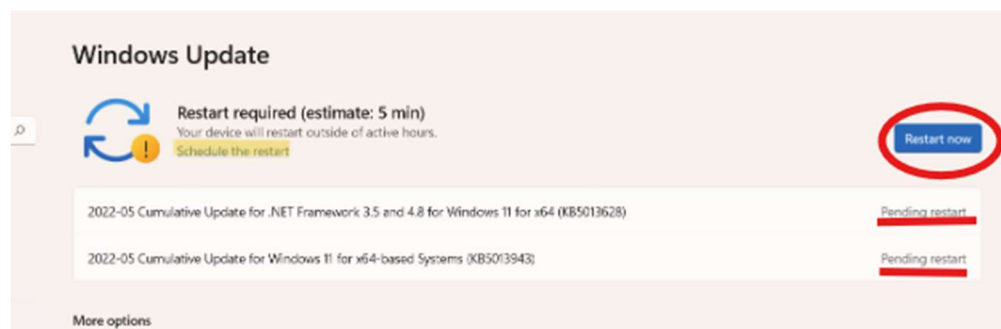 Windows Update
Restart required (estimate: 5 min)
Your device will restart outside of active hours.
Schedule the restart
Restart now
2022-05 Cumulative Update for .NET Framework 3.5 and 4.8 for Windows 11 for x64 (KB5013628)
Pending restart
2022-05 Cumulative Update for Windows 11 for x64-based Systems (KB5013943)
Pending restart
More options